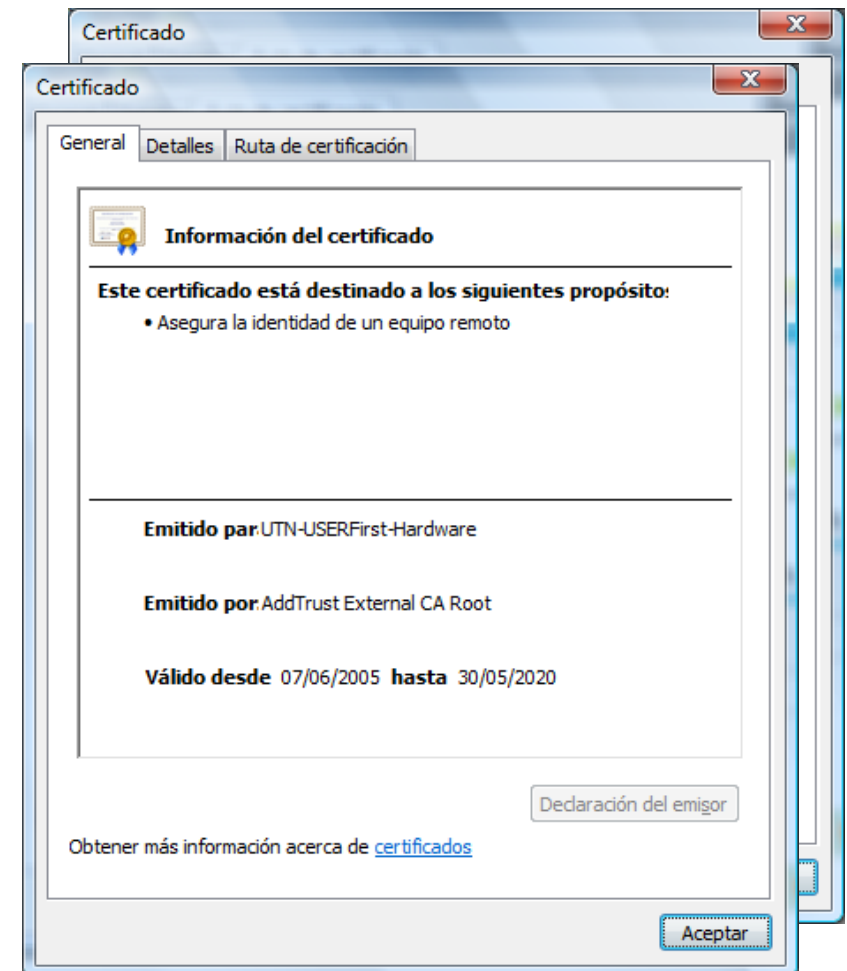 Certificado
Certificado
General Detalles Ruta de certificación
Información del certificado
Este certificado está destinado a los siguientes propósito:
• Asegura la identidad de un equipo remoto
Emitido par UTN-USERFirst-Hardware
Emitido por AddTrust External CA Root
Válido desde 07/06/2005 hasta 30/05/2020
Declaración del emisor
Obtener más información acerca de certificados
Aceptar